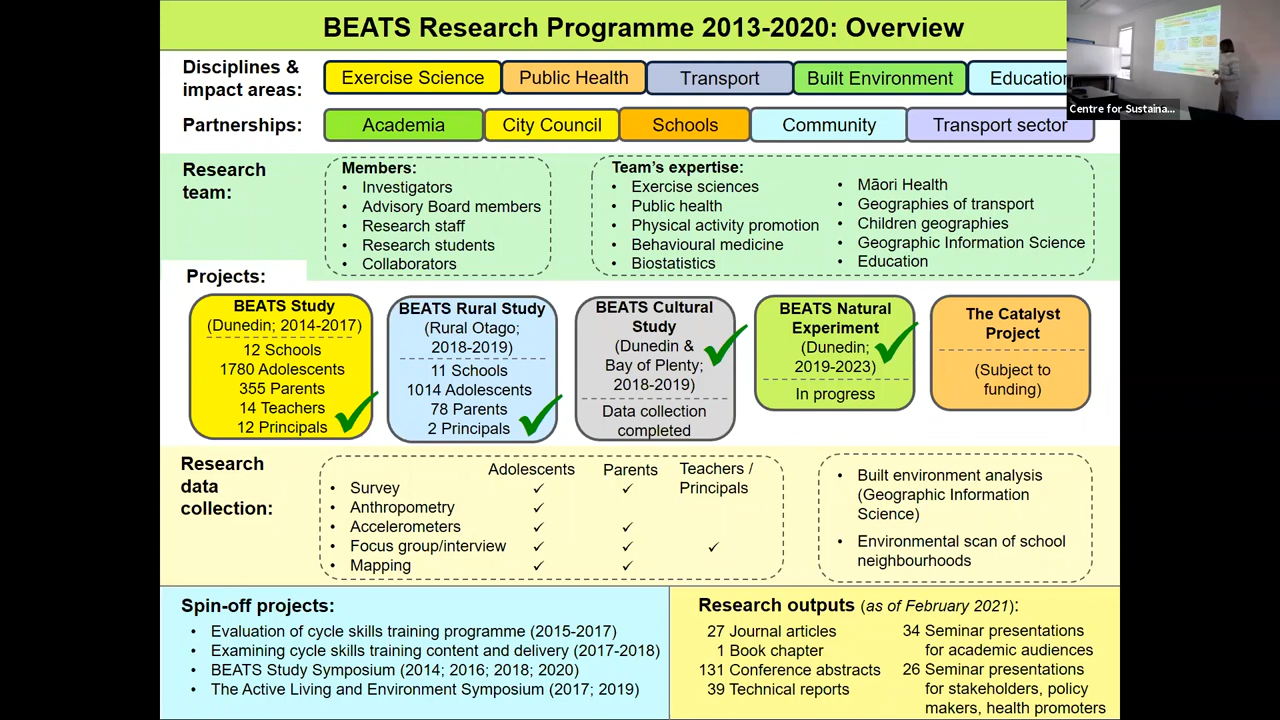 BEATS Research Programme 2013-2020: Overview
Disciplines &
impact areas:
Exercise Science
Public Health
Transport
Built Environment
Education
Centre for Sustaina...
Partnerships:
Academia
City Council
Schools
Community
Transport sector
Research
team:
Members:
• Investigators
• Advisory Board members
• Research staff
• Research students
• Collaborators
Team's expertise:
• Exercise sciences
• Public health
• Physical activity promotion
• Behavioural medicine
• Biostatistics
• Māori Health
• Geographies of transport
• Children geographies
• Geographic Information Science
• Education
Projects:
BEATS Study
(Dunedin; 2014-2017)
12 Schools
1780 Adolescents
355 Parents
14 Teachers
12 Principals
BEATS Rural Study
(Rural Otago;
2018-2019)
11 Schools
1014 Adolescents
78 Parents
2 Principals
BEATS Cultural
Study
(Dunedin &
Bay of Plenty;
2018-2019)
Data collection
completed
BEATS Natural
Experiment
(Dunedin;
2019-2023)
In progress
The Catalyst
Project
(Subject to
funding)
Research
data
collection:
Adolescents Parents Teachers /
Principals
• Survey ✓ ✓
• Anthropometry ✓
• Accelerometers ✓ ✓
• Focus group/interview ✓ ✓ ✓
• Mapping ✓ ✓
• Built environment analysis
(Geographic Information
Science)
• Environmental scan of school
neighbourhoods
Spin-off projects:
• Evaluation of cycle skills training programme (2015-2017)
• Examining cycle skills training content and delivery (2017-2018)
• BEATS Study Symposium (2014; 2016; 2018; 2020)
• The Active Living and Environment Symposium (2017; 2019)
Research outputs (as of February 2021):
27 Journal articles
1 Book chapter
131 Conference abstracts
39 Technical reports
34 Seminar presentations
for academic audiences
26 Seminar presentations
for stakeholders, policy
makers, health promoters